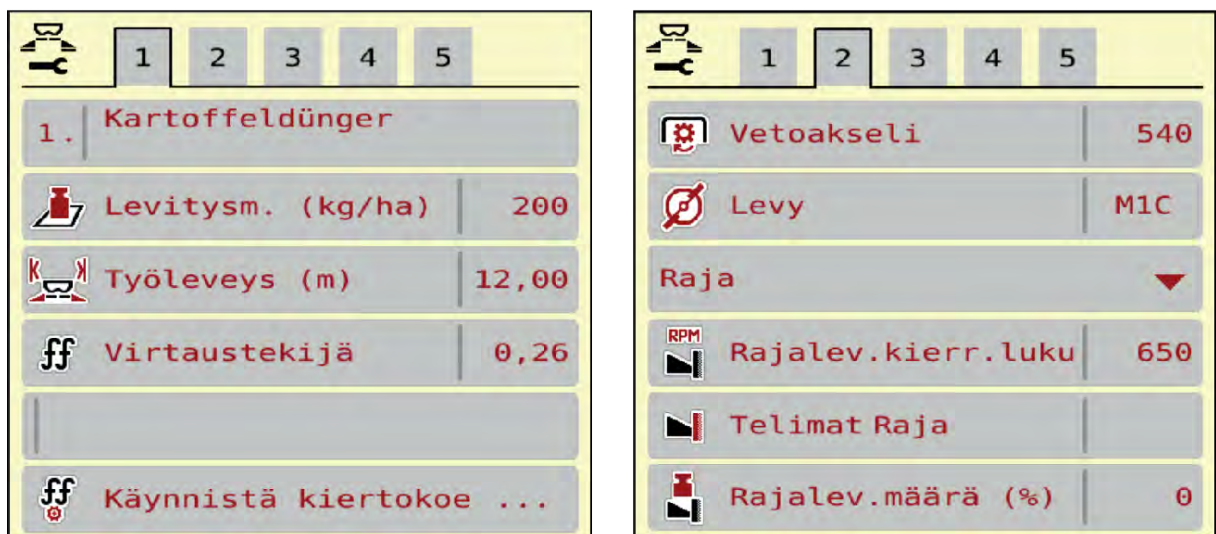 1 2 3 4 5
1. Kartoffeldünger
Levitysm. (kg/ha) 200
Työleveys (m) 12,00
ff Virtaustekijä 0,26
ff Käynnistä kiertokoe ...
1 2 3 4 5
Vetoakseli 540
Levy M1C
Raja
RPM Rajalev.kierr.luku 650
Telimat Raja
Rajalev.määrä (%) 0